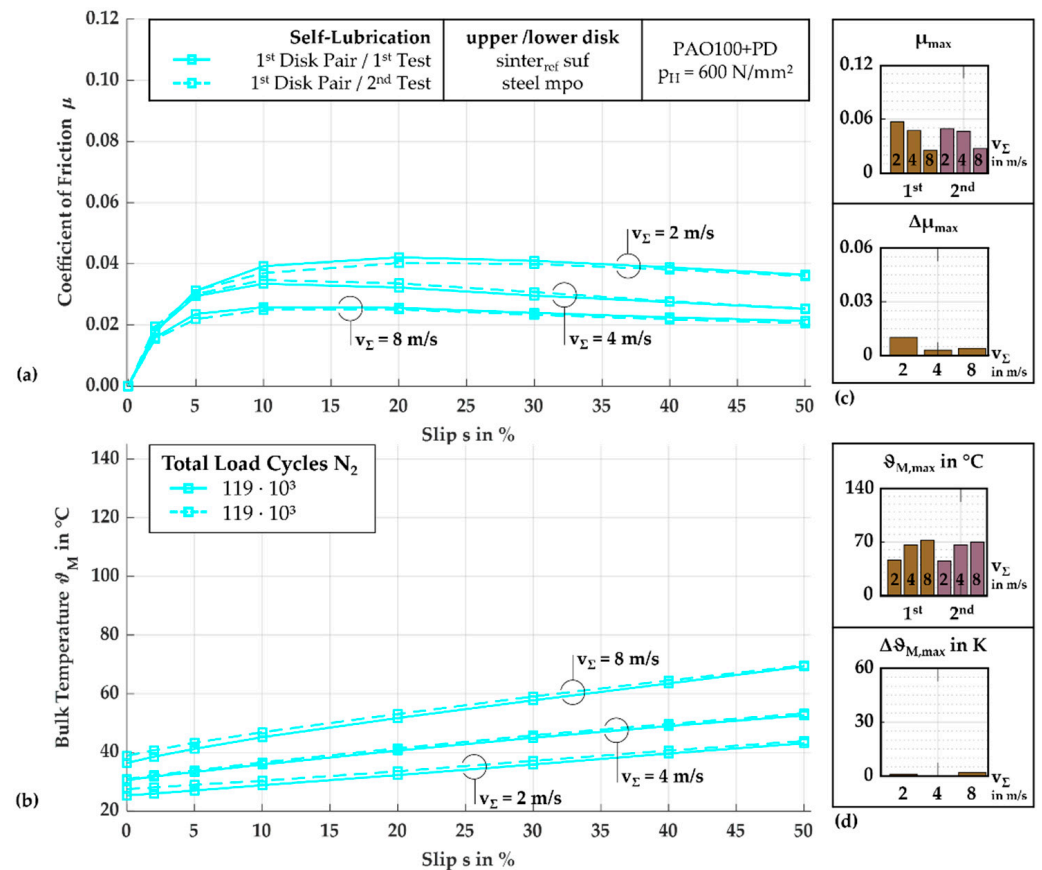 Self-Lubrication
1st Disk Pair / 1st Test
1st Disk Pair / 2nd Test
upper /lower disk
sinterref suf
steel mpo
PAO100+PD
pH = 600 N/mm²
Coefficient of Friction μ
0.12
0.10
0.08
0.06
0.04
0.02
0.00
vΣ = 2 m/s
vΣ = 8 m/s
vΣ = 4 m/s
0 5 10 15 20 25 30 35 40 45 50
Slip s in %
(a)
μmax
0.12
0.06
0
2 4 8 2 4 8
vΣ
in m/s
1st 2nd
Δμmax
0.06
0.03
0
2 4 8
vΣ
in m/s
(c)
Total Load Cycles N2
119 · 10³
119 · 10³
Bulk Temperature ϑM in °C
140
120
100
80
60
40
20
vΣ = 8 m/s
vΣ = 4 m/s
vΣ = 2 m/s
0 5 10 15 20 25 30 35 40 45 50
Slip s in %
(b)
ϑM,max in °C
140
70
0
2 4 8 2 4 8
vΣ
in m/s
1st 2nd
ΔϑM,max in K
60
30
0
2 4 8
vΣ
in m/s
(d)